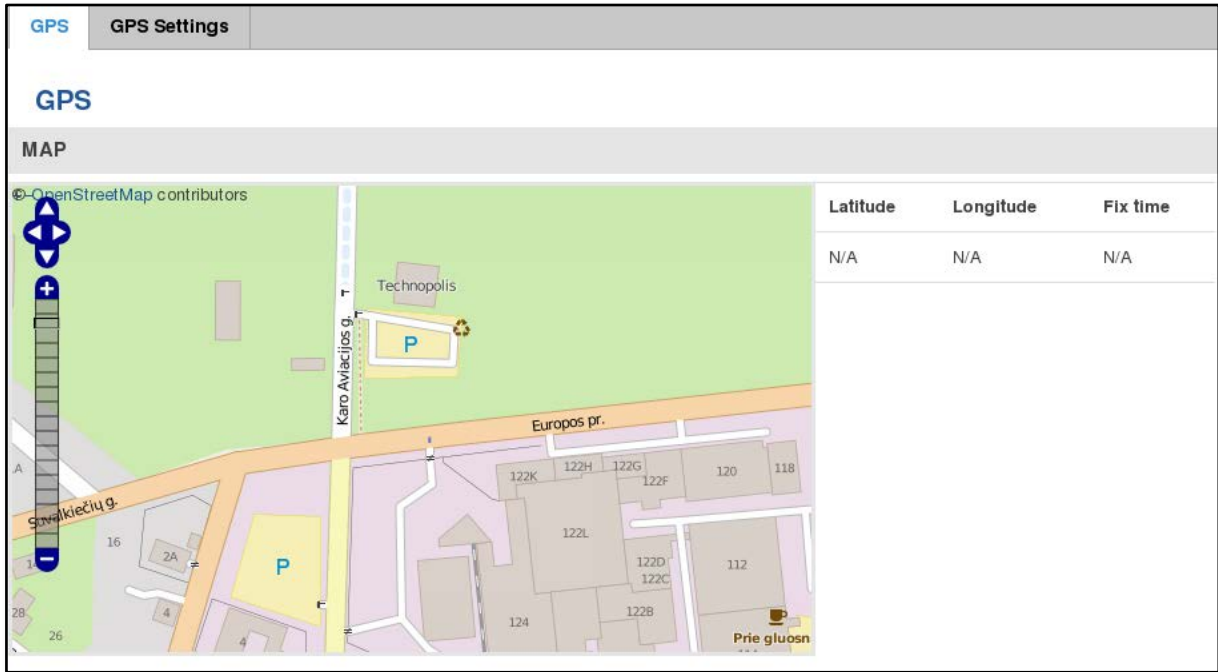 GPS GPS Settings
GPS
MAP
© OpenStreetMap contributors
Latitude Longitude Fix time
N/A N/A N/A
Technopolis
P
Karo Aviacijos g.
Europos pr.
122K 122H 122G 122F 120 118
A
Suvalkiečių g.
16
2A
122L
P
122D
122C
112
28
4
124
122B
26
4
Prie gluosn